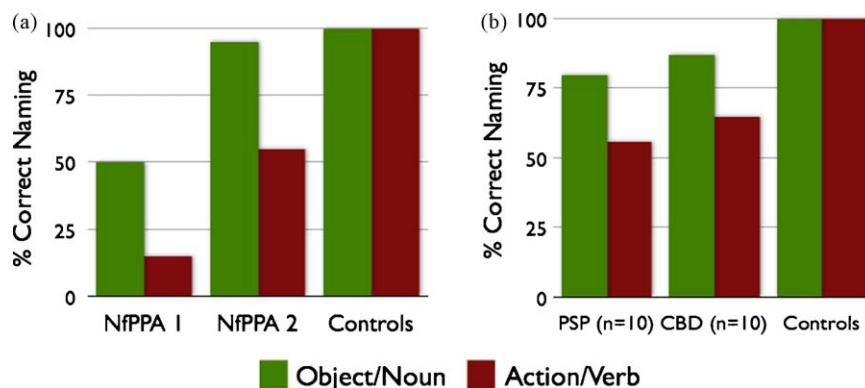 (a)
% Correct Naming
100
75
50
25
0
NfPPA 1
NfPPA 2
Controls
(b)
% Correct Naming
100
75
50
25
0
PSP (n=10)
CBD (n=10)
Controls
Object/Noun
Action/Verb